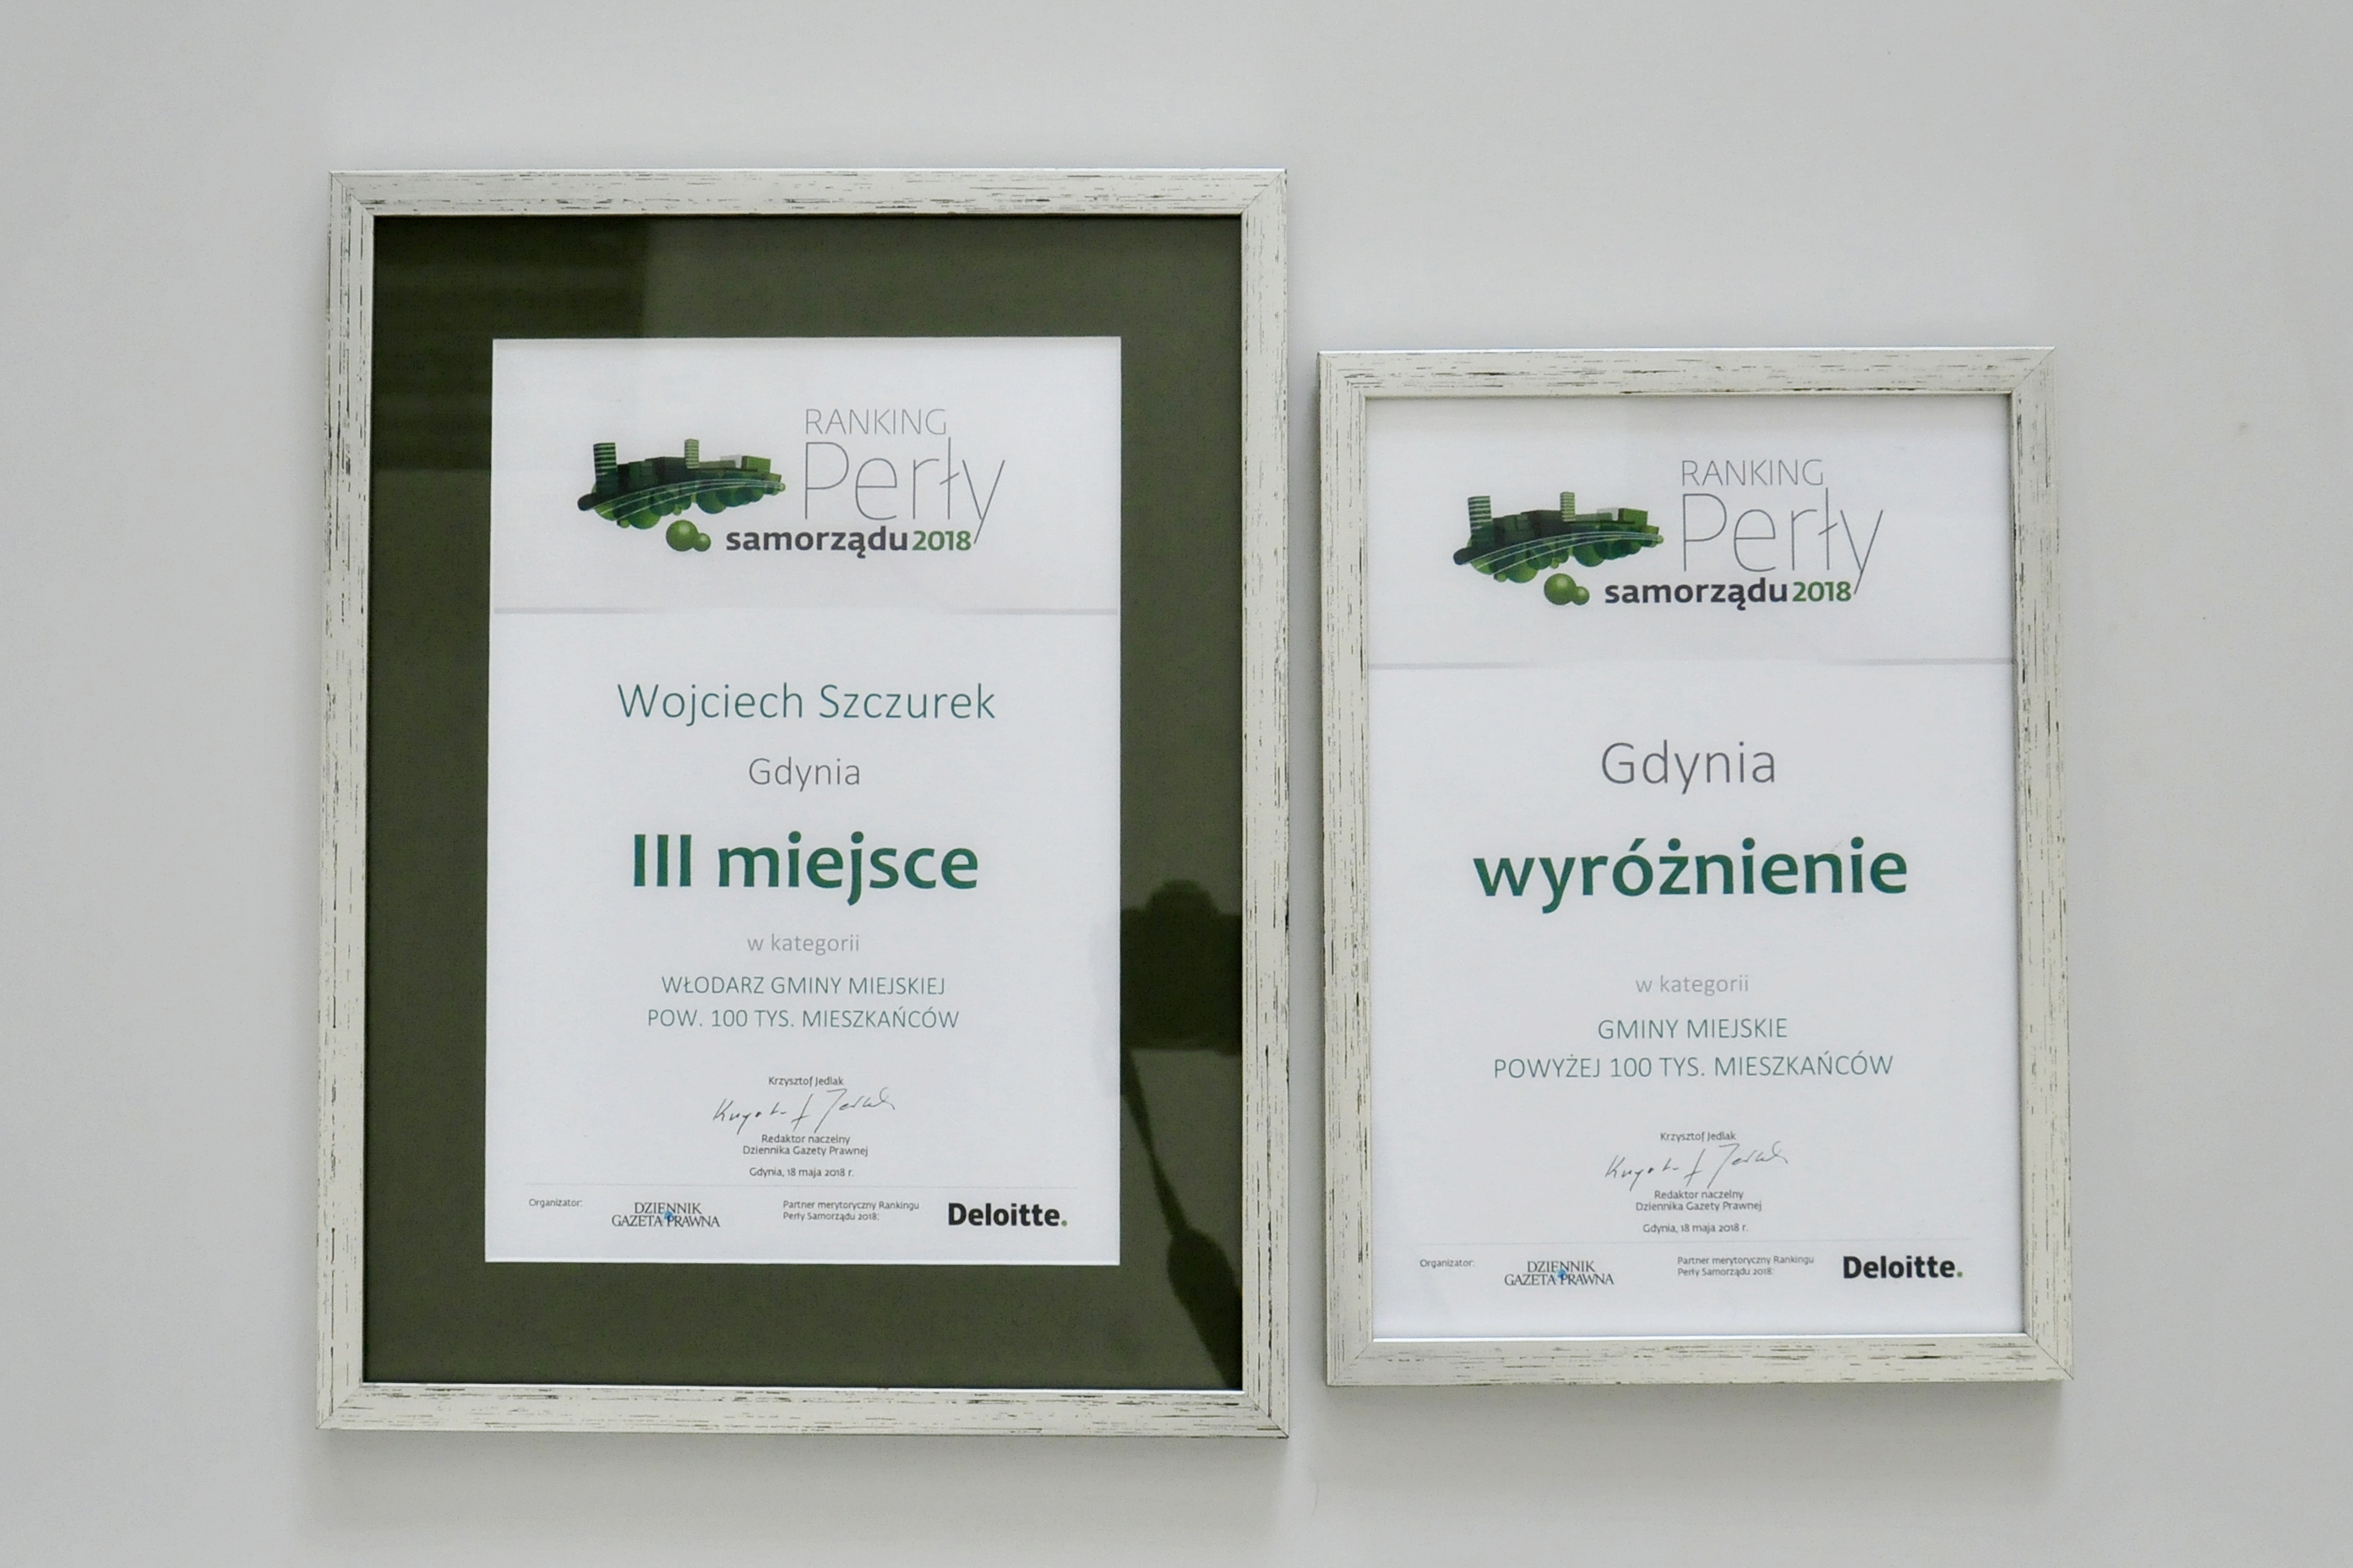 RANKING
Perły
samorządu2018
Wojciech Szczurek
Gdynia
III miejsce
w kategorii
WŁODARZ GMINY MIEJSKIEJ
POW. 100 TYS. MIESZKAŃCÓW
Krzysztof Jedlak
Redaktor naczelny
Dziennika Gazety Prawnej
Gdynia, 18 maja 2018 r.
Organizator:
DZIENNIK
GAZETA PRAWNA
Partner merytoryczny Rankingu
Perły Samorządu 2018:
Deloitte.
RANKING
Perły
samorządu2018
Gdynia
wyróżnienie
w kategorii
GMINY MIEJSKIE
POWYŻEJ 100 TYS. MIESZKAŃCÓW
Krzysztof Jedlak
Redaktor naczelny
Dziennika Gazety Prawnej
Gdynia, 18 maja 2018 r.
Organizator:
DZIENNIK
GAZETA PRAWNA
Partner merytoryczny Rankingu
Perły Samorządu 2018:
Deloitte.